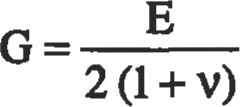 G = E / 2 (1 + ν)